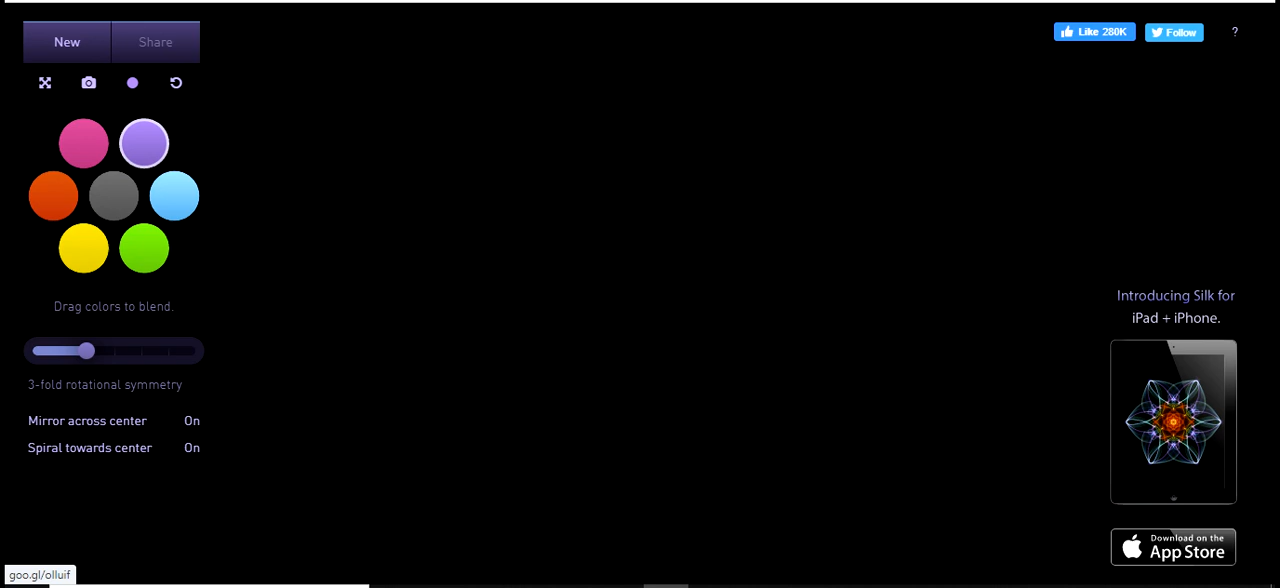 New
Share
Like 280K
Follow
?
Drag colors to blend.
3-fold rotational symmetry
Mirror across center On
Spiral towards center On
Introducing Silk for
iPad + iPhone.
Download on the
App Store
goo.gl/olluif